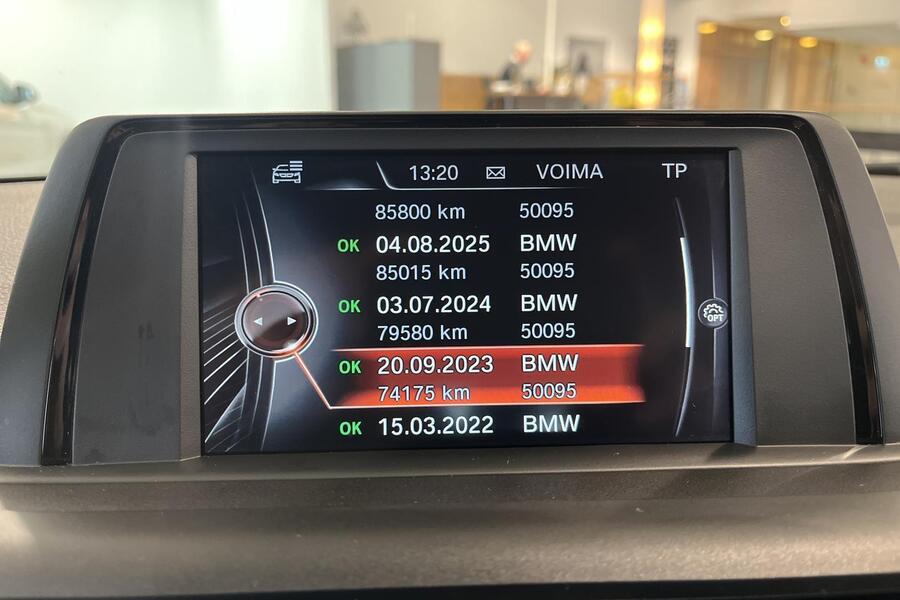 13:20 VOIMA TP
85800 km 50095
OK 04.08.2025 BMW
85015 km 50095
OK 03.07.2024 BMW
79580 km 50095
OPT
OK 20.09.2023 BMW
74175 km 50095
OK 15.03.2022 BMW